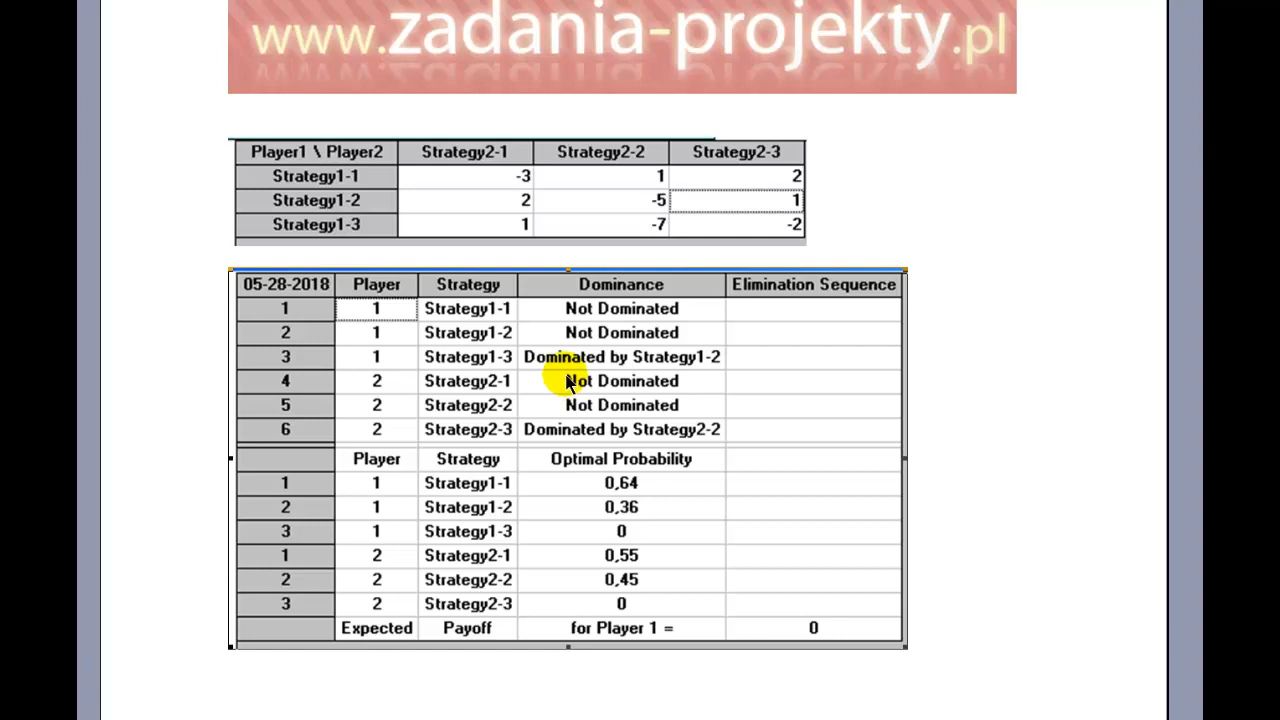 www.zadania-projekty.pl
Player1 \ Player2 Strategy2-1 Strategy2-2 Strategy2-3
Strategy1-1 -3 1 2
Strategy1-2 2 -5 1
Strategy1-3 1 -7 -2
05-28-2018 Player Strategy Dominance Elimination Sequence
1 1 Strategy1-1 Not Dominated
2 1 Strategy1-2 Not Dominated
3 1 Strategy1-3 Dominated by Strategy1-2
4 2 Strategy2-1 Not Dominated
5 2 Strategy2-2 Not Dominated
6 2 Strategy2-3 Dominated by Strategy2-2
Player Strategy Optimal Probability
1 1 Strategy1-1 0,64
2 1 Strategy1-2 0,36
3 1 Strategy1-3 0
1 2 Strategy2-1 0,55
2 2 Strategy2-2 0,45
3 2 Strategy2-3 0
Expected Payoff for Player 1 = 0